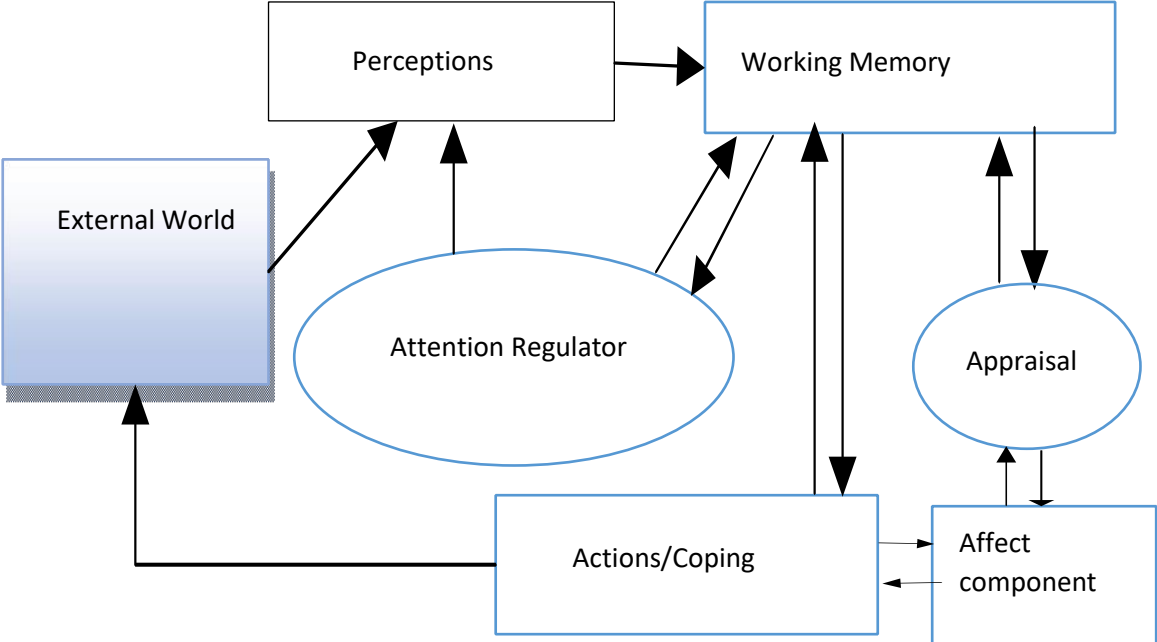 Perceptions
Working Memory
External World
Attention Regulator
Appraisal
Actions/Coping
Affect
component